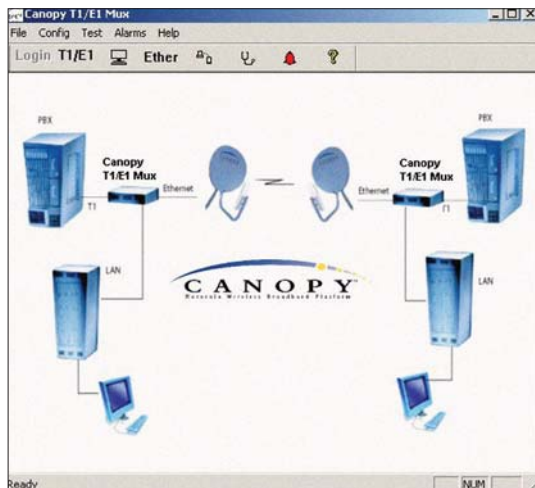 Canopy T1/E1 Mux
File Config Test Alarms Help
Login T1/E1 Ether
PBX
PBX
Canopy
T1/E1 Mux
Canopy
T1/E1 Mux
Ethernet
Ethernet
T1
T1
LAN
LAN
CANOPY
Motorola Wireless Broadband Platform
Ready
NUM